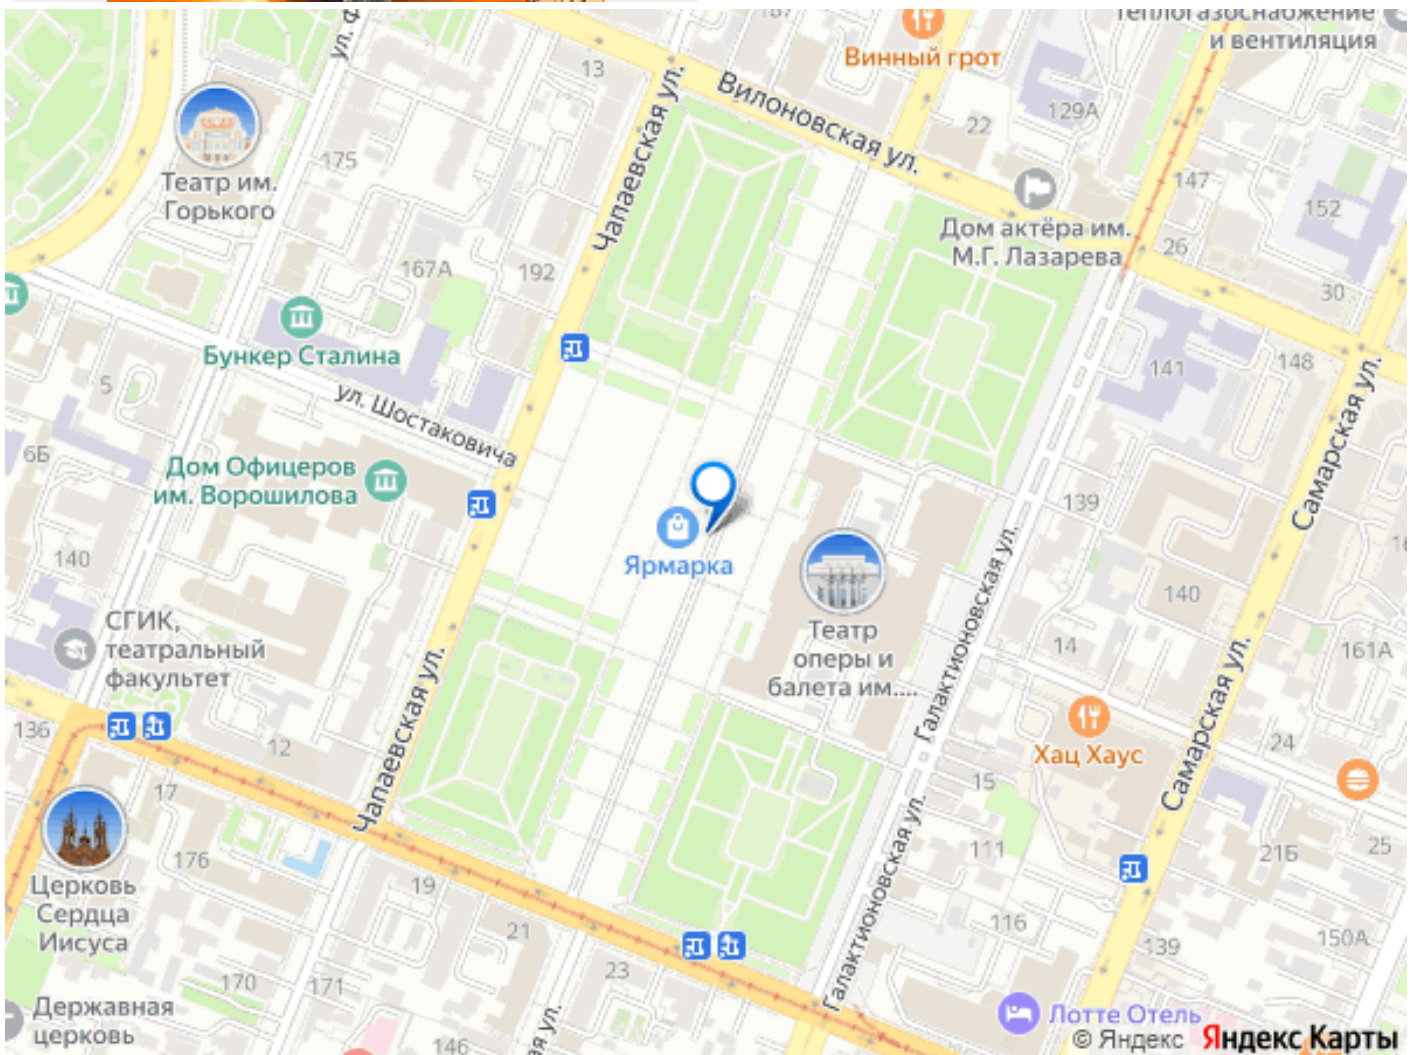 теплогазоснабжение
и вентиляция
ул. Ф
13
Винный грот
Вилоновская ул.
22
129А
Театр им.
Горького
175
Чапаевская ул.
147
152
Дом актёра им.
М.Г. Лазарева
26
30
167А
192
Бункер Сталина
ул. Шостаковича
5
141
148
Самарская ул.
6Б
Дом Офицеров
им. Ворошилова
139
Ярмарка
140
Театр
оперы и
балета им....
Галактионовская ул.
140
14
161А
СГИК,
театральный
факультет
136
12
Чапаевская ул.
Хац Хаус
24
Самарская ул.
15
17
176
19
Галактионовская ул.
111
21Б
25
Церковь
Сердца
Иисуса
21
116
139
150А
23
170
171
Державная
церковь
146
ая ул.
Лотте Отель
© Яндекс Яндекс Карты